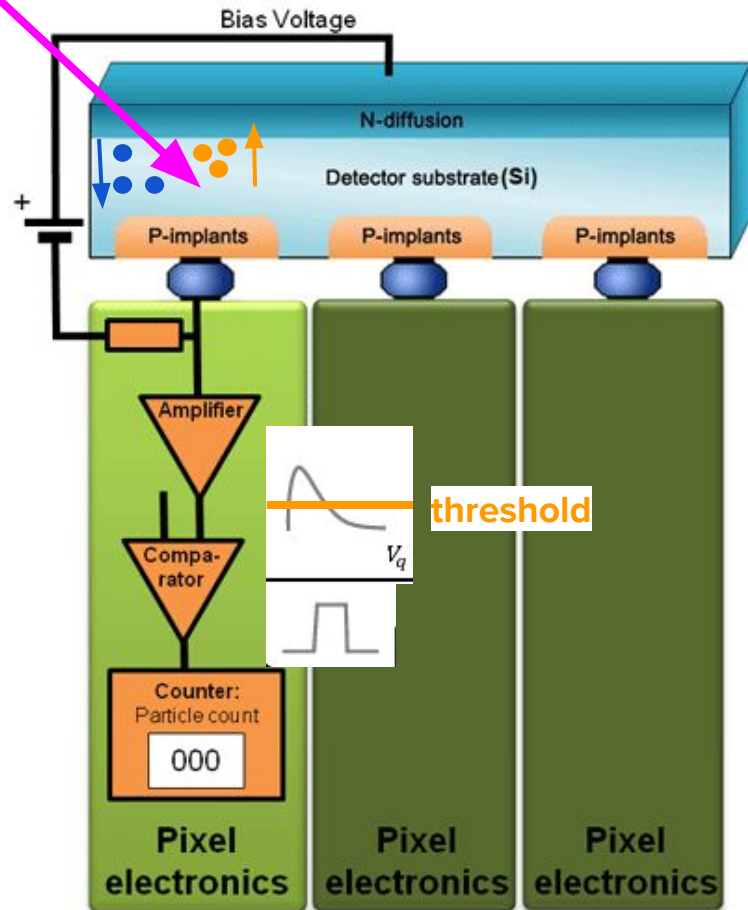 Bias Voltage
N-diffusion
Detector substrate (Si)
+
P-implants
P-implants
P-implants
Amplifier
threshold
V_q
Compa-
rator
Counter:
Particle count
000
Pixel
electronics
Pixel
electronics
Pixel
electronics